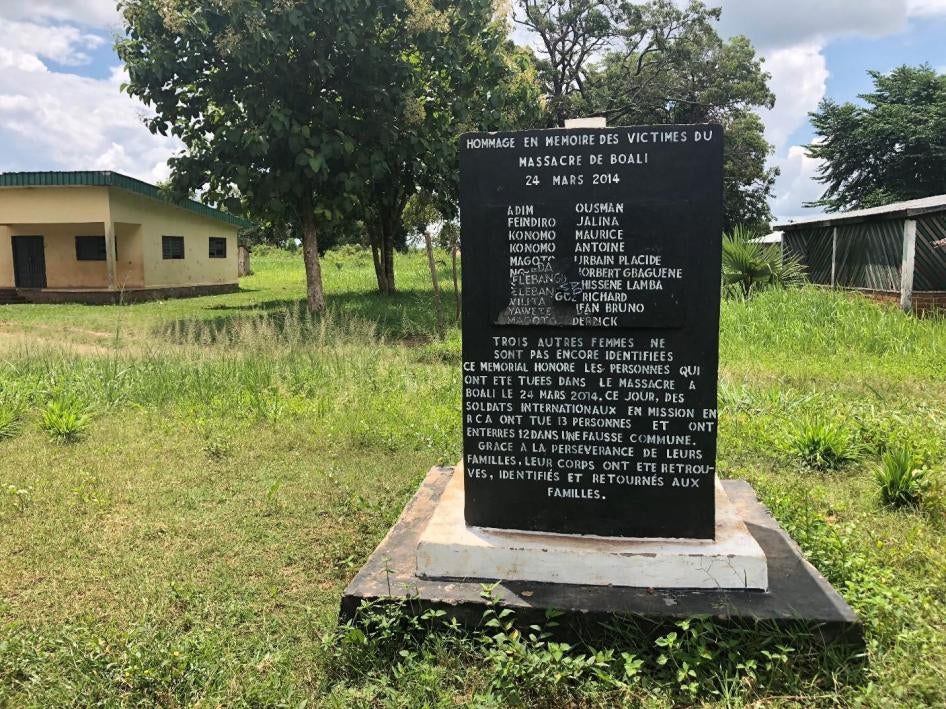 HOMMAGE EN MEMOIRE DES VICTIMES DU
MASSACRE DE BOALI
24 MARS 2014
ADIM OUSMAN
FEINDIRO JALINA
KONOMO MAURICE
KONOMO ANTOINE
MAGOTO URBAIN PLACIDE
NORBERT GBAGUENE
HISSENE LAMBA
RICHARD
YAWETE JEAN BRUNO
MAGOTO DERRICK
TROIS AUTRES FEMMES NE
SONT PAS ENCORE IDENTIFIEES
CE MEMORIAL HONORE LES PERSONNES QUI
ONT ETE TUEES DANS LE MASSACRE A
BOALI LE 24 MARS 2014. CE JOUR, DES
SOLDATS INTERNATIONAUX EN MISSION EN
RCA ONT TUE 13 PERSONNES ET ONT
ENTERRES 12 DANS UNE FAUSSE COMMUNE.
GRACE A LA PERSEVERANCE DE LEURS
FAMILLES. LEUR CORPS ONT ETE RETROU-
VES, IDENTIFIÉS ET RETOURNÉS AUX
FAMILLES.